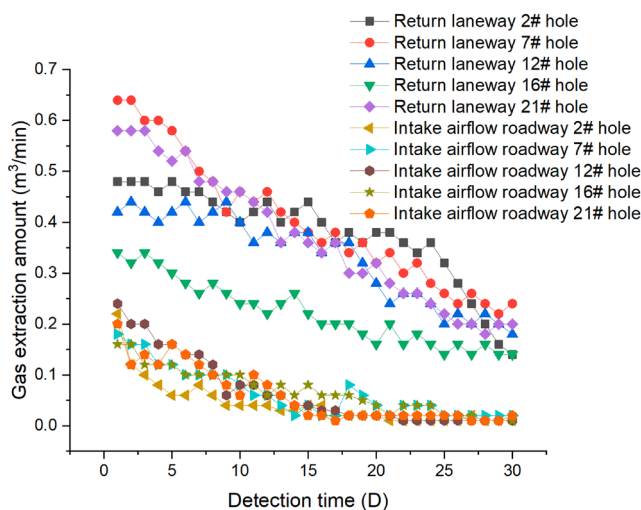 Return laneway 2# hole
Return laneway 7# hole
Return laneway 12# hole
Return laneway 16# hole
Return laneway 21# hole
Intake airflow roadway 2# hole
Intake airflow roadway 7# hole
Intake airflow roadway 12# hole
Intake airflow roadway 16# hole
Intake airflow roadway 21# hole
Gas extraction amount (m³/min)
0.7
0.6
0.5
0.4
0.3
0.2
0.1
0.0
0 5 10 15 20 25 30
Detection time (D)